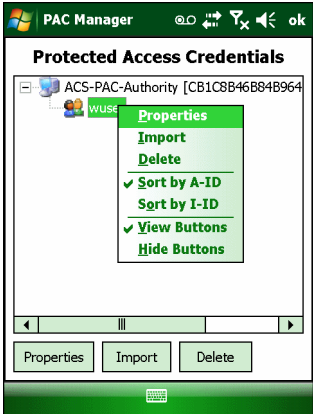 PAC Manager ok
Protected Access Credentials
ACS-PAC-Authority [CB1C8B46B84B964
wuse
Properties
Import
Delete
Sort by A-ID
Sort by I-ID
View Buttons
Hide Buttons
Properties Import Delete